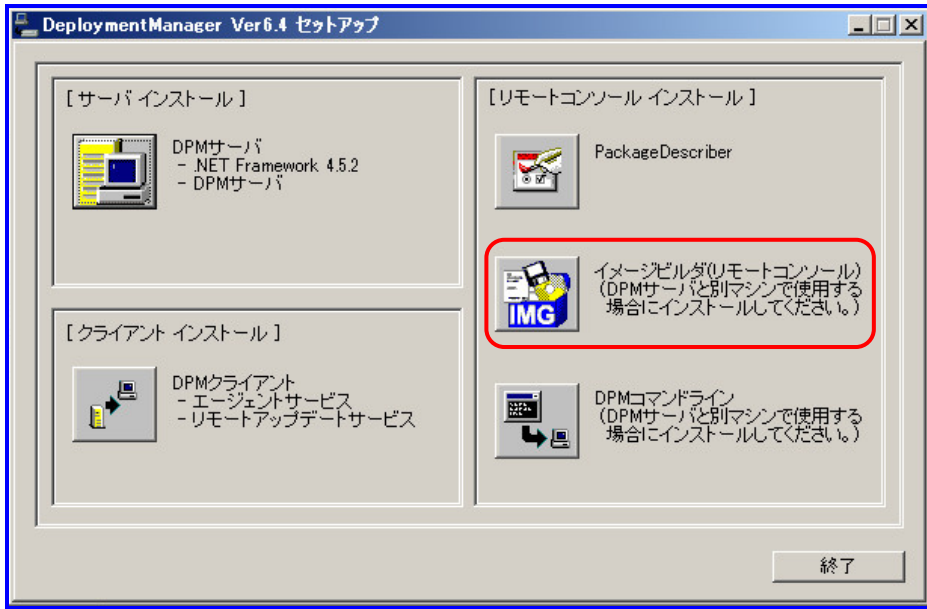 DeploymentManager Ver6.4 セットアップ
[ サーバ インストール ]
DPMサーバ
- .NET Framework 4.5.2
- DPMサーバ
[ クライアント インストール ]
DPMクライアント
- エージェントサービス
- リモートアップデートサービス
[ リモートコンソール インストール ]
PackageDescriber
IMG
イメージビルダ(リモートコンソール)
(DPMサーバと別マシンで使用する
場合にインストールしてください。)
DPMコマンドライン
(DPMサーバと別マシンで使用する
場合にインストールしてください。)
終了